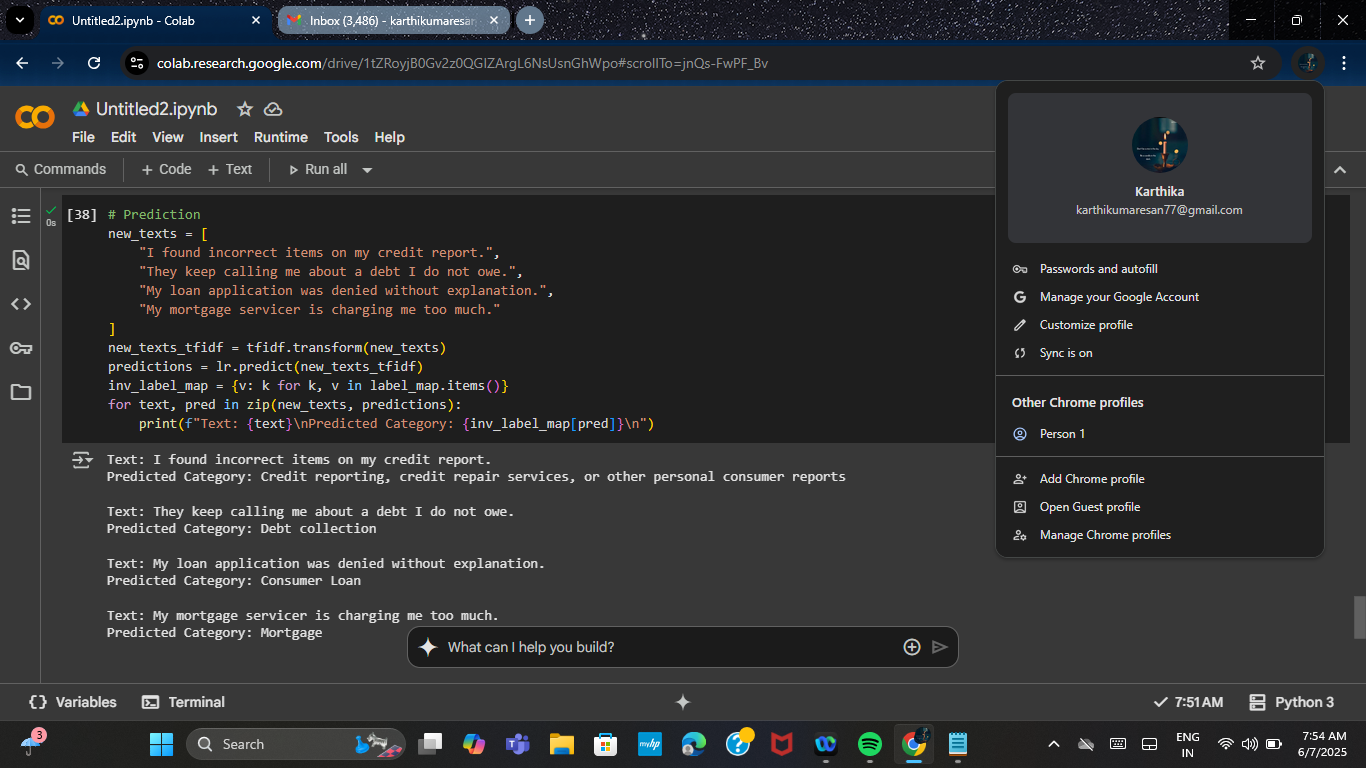 Untitled2.ipynb - Colab
Inbox (3,486) - karthikumaresan
colab.research.google.com/drive/1tZRoyjB0Gv2z0QGIZArgL6NsUsnGhWpo#scrollTo=jnQs-FwPF_Bv
Untitled2.ipynb
File Edit View Insert Runtime Tools Help
Commands + Code + Text Run all
0s
[38] # Prediction
new_texts = [
"I found incorrect items on my credit report.",
"They keep calling me about a debt I do not owe.",
"My loan application was denied without explanation.",
"My mortgage servicer is charging me too much."
]
new_texts_tfidf = tfidf.transform(new_texts)
predictions = lr.predict(new_texts_tfidf)
inv_label_map = {v: k for k, v in label_map.items()}
for text, pred in zip(new_texts, predictions):
print(f"Text: {text}\nPredicted Category: {inv_label_map[pred]}\n")
Text: I found incorrect items on my credit report.
Predicted Category: Credit reporting, credit repair services, or other personal consumer reports
Text: They keep calling me about a debt I do not owe.
Predicted Category: Debt collection
Text: My loan application was denied without explanation.
Predicted Category: Consumer Loan
Text: My mortgage servicer is charging me too much.
Predicted Category: Mortgage
What can I help you build?
Karthika
karthikumaresan77@gmail.com
Passwords and autofill
Manage your Google Account
Customize profile
Sync is on
Other Chrome profiles
Person 1
Add Chrome profile
Open Guest profile
Manage Chrome profiles
{} Variables Terminal
7:51 AM Python 3
3
Search
myhp
ENG
IN
7:54 AM
6/7/2025